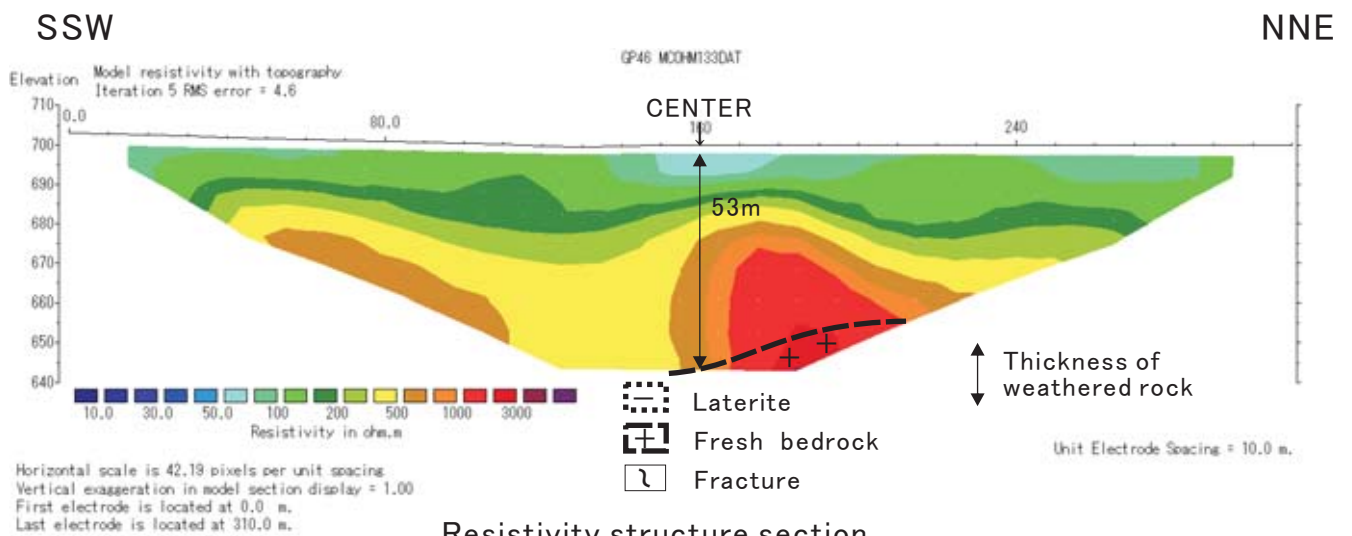 SSW
NNE
GP46 MCOHM133DAT
Elevation
Model resistivity with topography
Iteration 5 RMS error = 4.6
CENTER
0.0 80.0 160 240
710
700
690
680
670
660
650
640
53m
Thickness of
weathered rock
10.0 30.0 50.0 100 200 500 1000 3000
Resistivity in ohm.m
Laterite
Fresh bedrock
Fracture
Unit Electrode Spacing = 10.0 m.
Horizontal scale is 42.19 pixels per unit spacing
Vertical exaggeration in model section display = 1.00
First electrode is located at 0.0 m.
Last electrode is located at 310.0 m.
Resistivity structure section